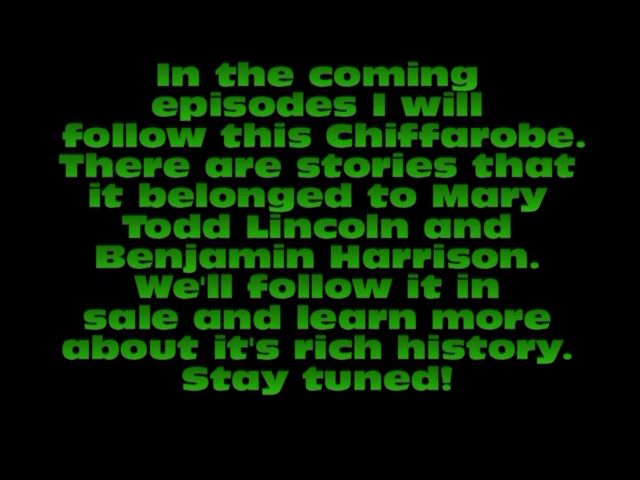 In the coming
episodes I will
follow this Chiffarobe.
There are stories that
it belonged to Mary
Todd Lincoln and
Benjamin Harrison.
We'll follow it in
sale and learn more
about it's rich history.
Stay tuned!